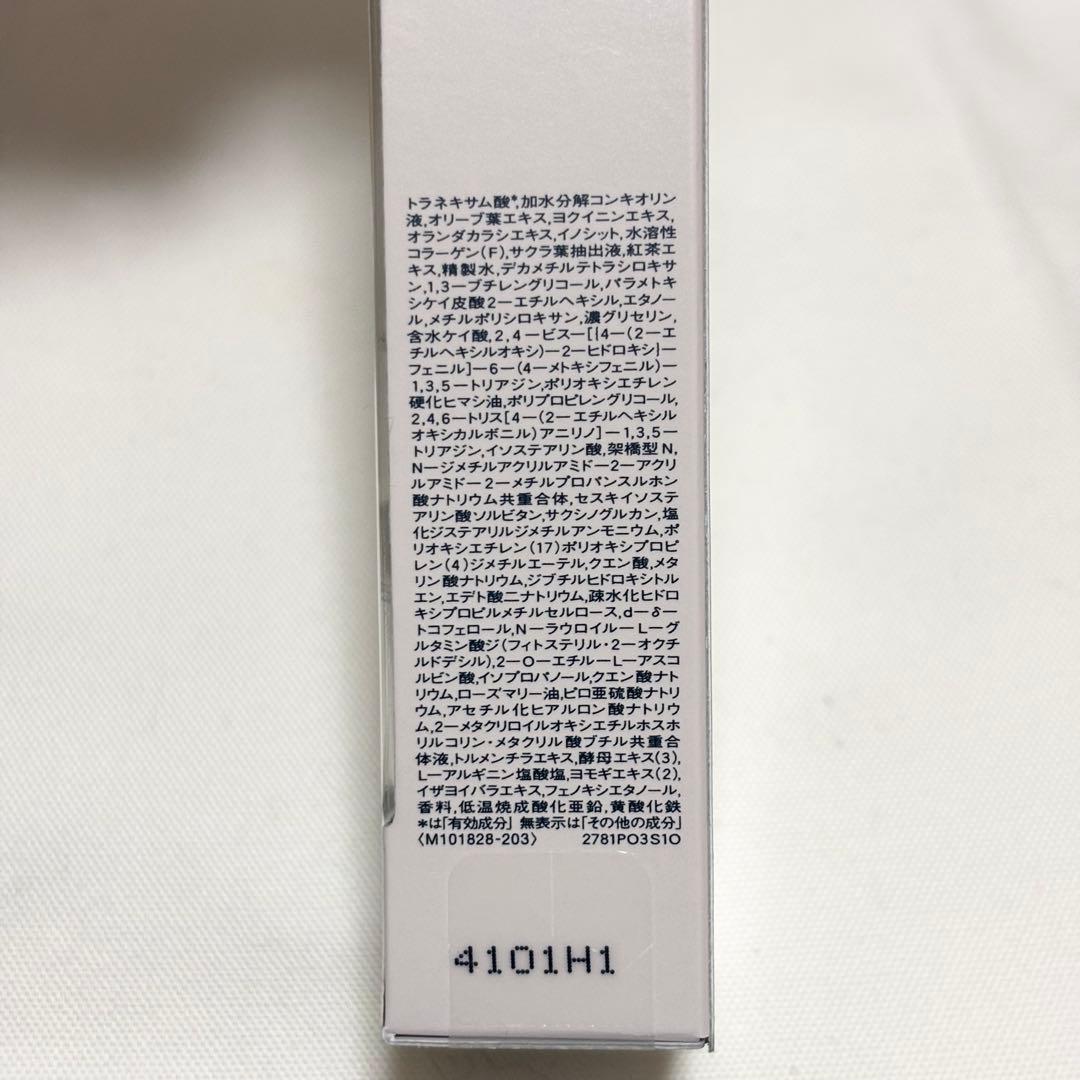 トラネキサム酸*,加水分解コンキオリン
液,オリーブ葉エキス,ヨクイニンエキス,
オランダカラシエキス,イノシット,水溶性
コラーゲン(F),サクラ葉抽出液,紅茶エ
キス,精製水,デカメチルテトラシロキサ
ン,1,3ーブチレングリコール,パラメトキ
シケイ皮酸2ーエチルヘキシル,エタノー
ル,メチルポリシロキサン,濃グリセリン,
含水ケイ酸,2,4ービスー[{4ー(2ーエ
チルヘキシルオキシ)ー2ーヒドロキシ}ー
フェニル]ー6ー(4ーメトキシフェニル)ー
1,3,5ートリアジン,ポリオキシエチレン
硬化ヒマシ油,ポリプロピレングリコール,
2,4,6ートリス[4ー(2ーエチルヘキシル
オキシカルボニル)アニリノ]ー1,3,5ー
トリアジン,イソステアリン酸,架橋型N,
Nージメチルアクリルアミドー2ーアクリ
ルアミドー2ーメチルプロパンスルホン
酸ナトリウム共重合体,セスキイソステ
アリン酸ソルビタン,サクシノグルカン,塩
化ジステアリルジメチルアンモニウム,ポ
リオキシエチレン(17)ポリオキシプロピ
レン(4)ジメチルエーテル,クエン酸,メタ
リン酸ナトリウム,ジブチルヒドロキシトル
エン,エデト酸二ナトリウム,疎水化ヒドロ
キシプロピルメチルセルロース,dーδー
トコフェロール,NーラウロイルーLーグ
ルタミン酸ジ(フィトステリル・2ーオクチ
ルドデシル),2ーOーエチルーLーアスコ
ルビン酸,イソプロパノール,クエン酸ナト
リウム,ローズマリー油,ピロ亜硫酸ナトリ
ウム,アセチル化ヒアルロン酸ナトリウ
ム,2ーメタクリロイルオキシエチルホスホ
リルコリン・メタクリル酸ブチル共重合
体液,トルメンチラエキス,酵母エキス(3),
Lーアルギニン塩酸塩,ヨモギエキス(2),
イザヨイバラエキス,フェノキシエタノール,
香料,低温焼成酸化亜鉛,黄酸化鉄
*は「有効成分」無表示は「その他の成分」
〈M101828-203〉 2781PO3S1O
4101H1